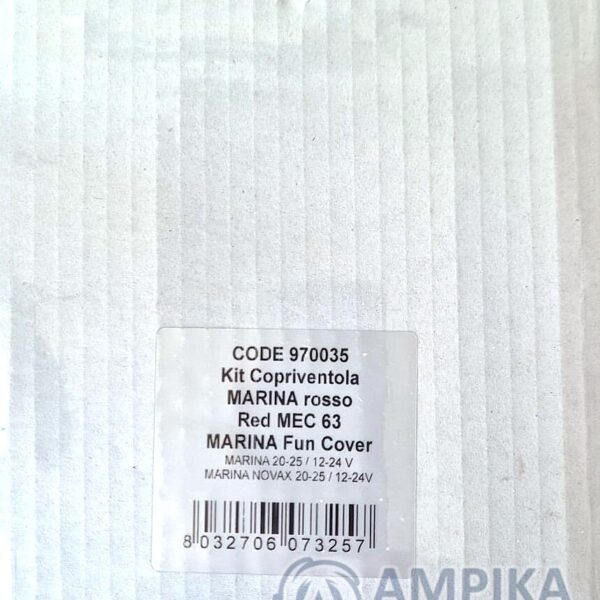 CODE 970035
Kit Copriventola
MARINA rosso
Red MEC 63
MARINA Fun Cover
MARINA 20-25 / 12-24 V
MARINA NOVAX 20-25 / 12-24V
8 032706 073257
AMPIKA